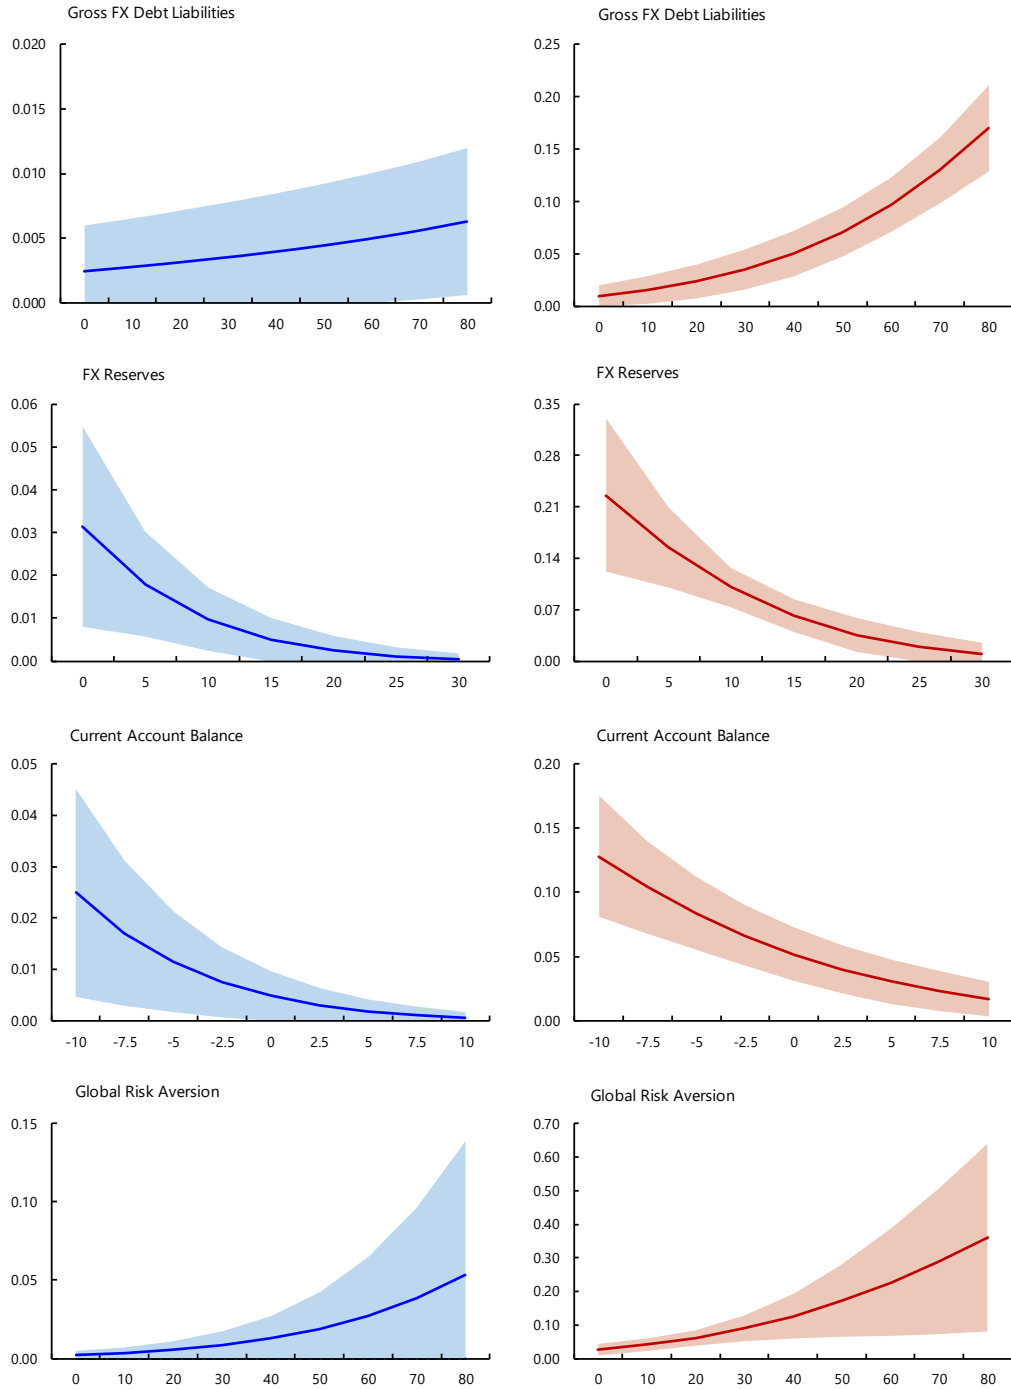 Gross FX Debt Liabilities
0.020
0.015
0.010
0.005
0.000
0 10 20 30 40 50 60 70 80
Gross FX Debt Liabilities
0.25
0.20
0.15
0.10
0.05
0.00
0 10 20 30 40 50 60 70 80
FX Reserves
0.06
0.05
0.04
0.03
0.02
0.01
0.00
0 5 10 15 20 25 30
FX Reserves
0.35
0.28
0.21
0.14
0.07
0.00
0 5 10 15 20 25 30
Current Account Balance
0.05
0.04
0.03
0.02
0.01
0.00
-10 -7.5 -5 -2.5 0 2.5 5 7.5 10
Current Account Balance
0.20
0.15
0.10
0.05
0.00
-10 -7.5 -5 -2.5 0 2.5 5 7.5 10
Global Risk Aversion
0.15
0.10
0.05
0.00
0 10 20 30 40 50 60 70 80
Global Risk Aversion
0.70
0.60
0.50
0.40
0.30
0.20
0.10
0.00
0 10 20 30 40 50 60 70 80